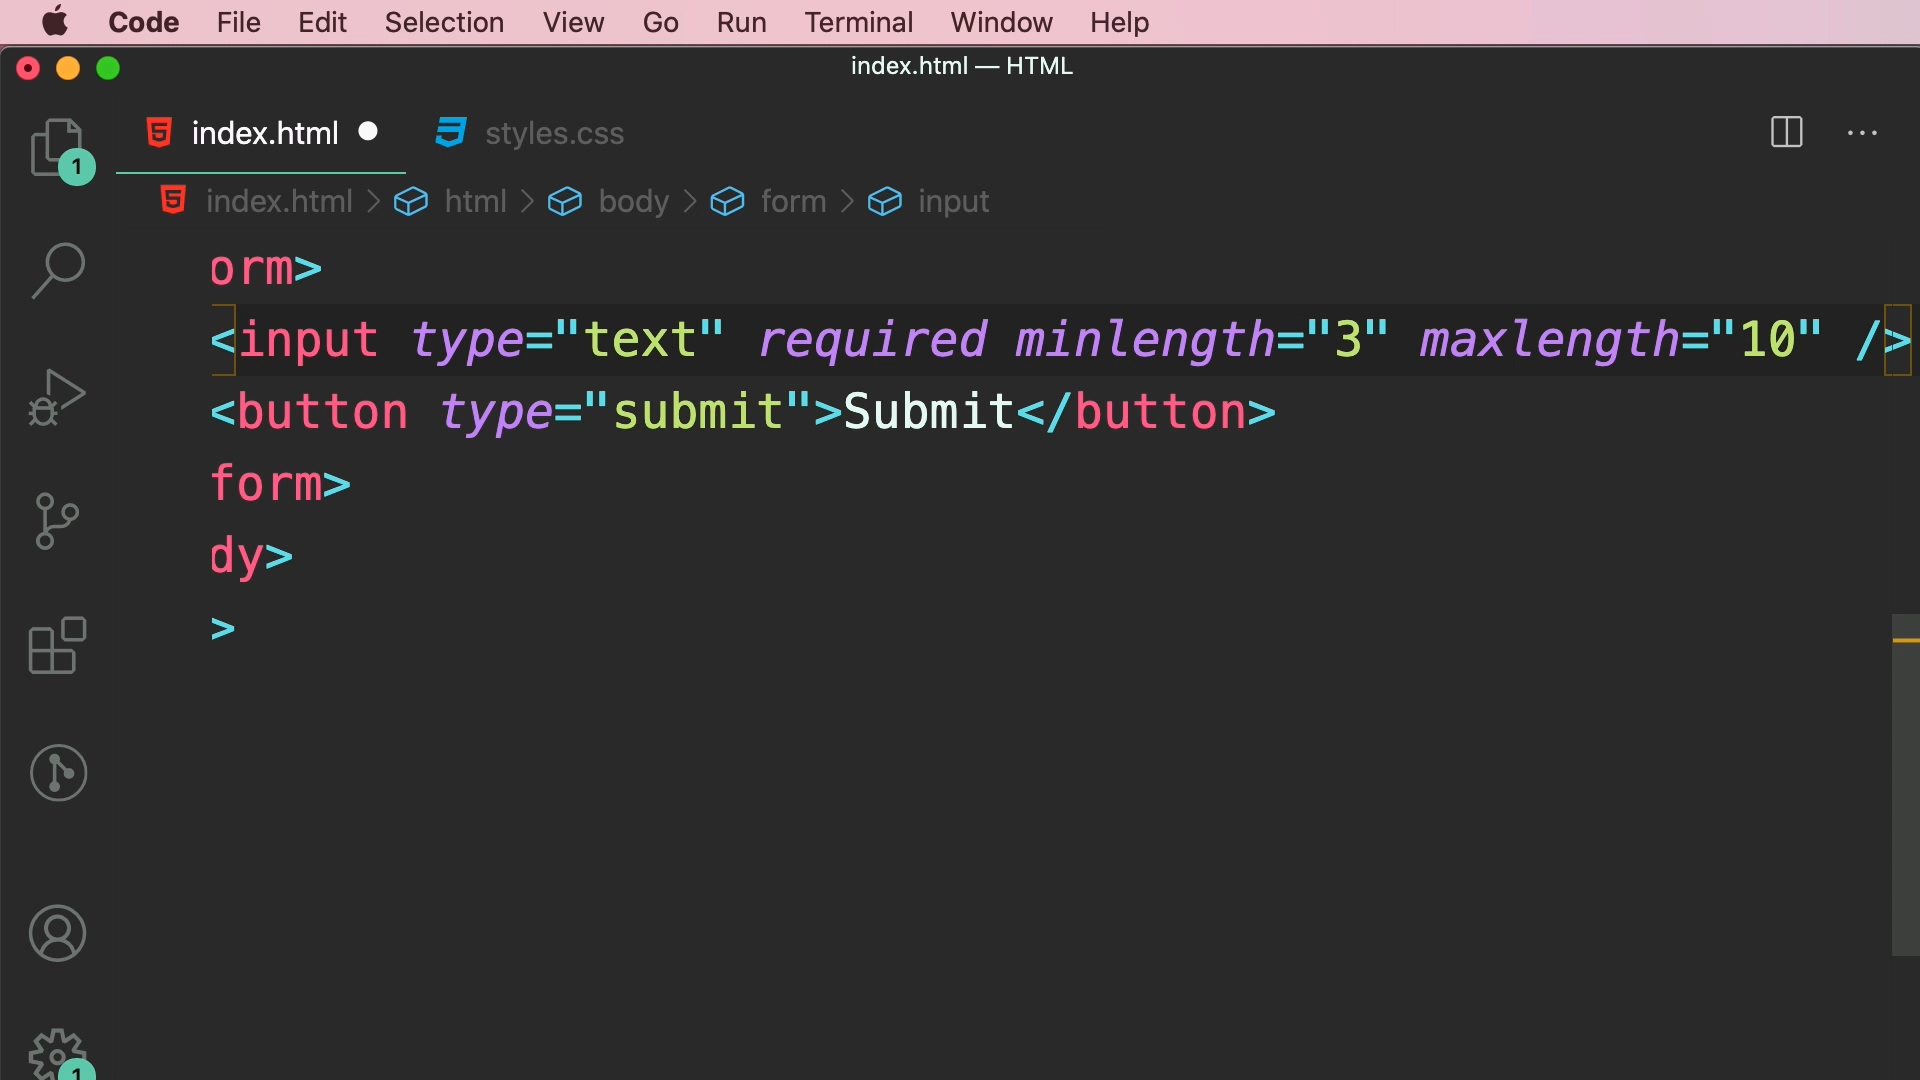 Code File Edit Selection View Go Run Terminal Window Help
index.html — HTML
index.html styles.css
1
index.html > html > body > form > input
orm>
<input type="text" required minlength="3" maxlength="10" />
<button type="submit">Submit</button>
form>
dy>
>
1